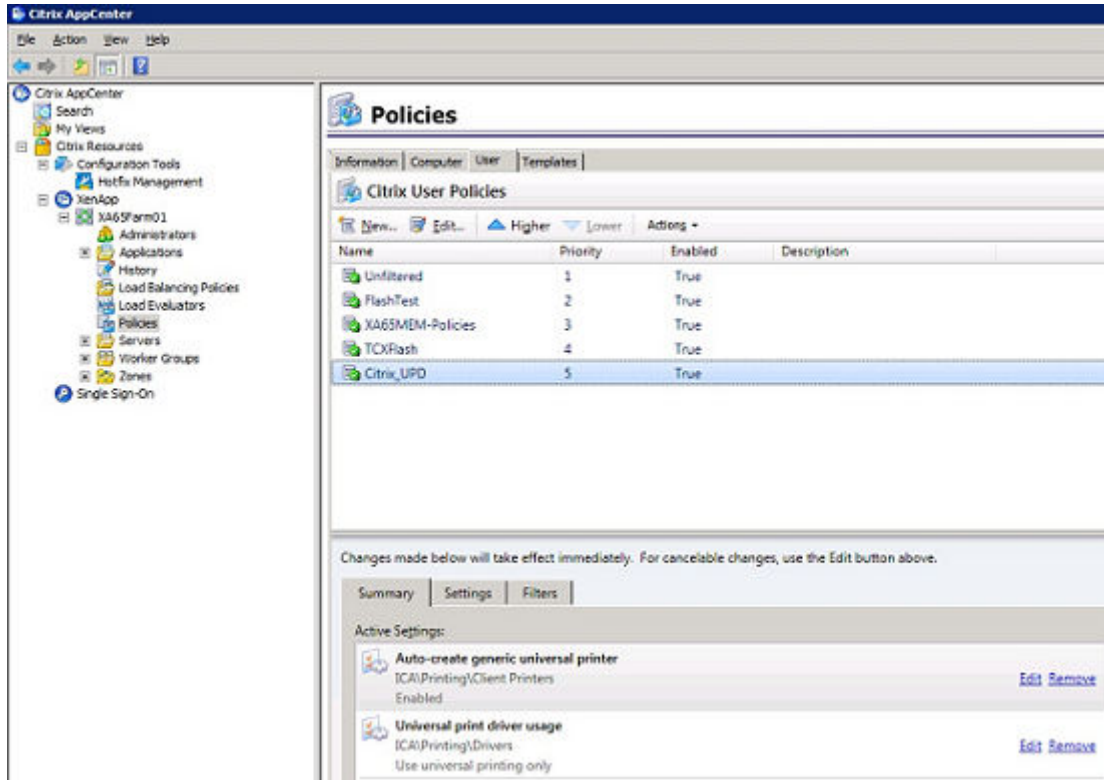 Citrix AppCenter
File Action View Help
Citrix AppCenter
Search
My Views
Citrix Resources
Configuration Tools
Hotfix Management
XenApp
XA65Farm01
Administrators
Applications
History
Load Balancing Policies
Load Evaluators
Policies
Servers
Worker Groups
Zones
Single Sign-On
Policies
Information Computer User Templates
Citrix User Policies
New... Edit... Higher Lower Actions
Name Priority Enabled Description
Unfiltered 1 True
FlashTest 2 True
XA65MEM-Policies 3 True
TCXFlash 4 True
Citrix_UPD 5 True
Changes made below will take effect immediately. For cancelable changes, use the Edit button above.
Summary Settings Filters
Active Settings:
Auto-create generic universal printer
ICA\Printing\Client Printers
Edit Remove
Enabled
Universal print driver usage
ICA\Printing\Drivers
Edit Remove
Use universal printing only